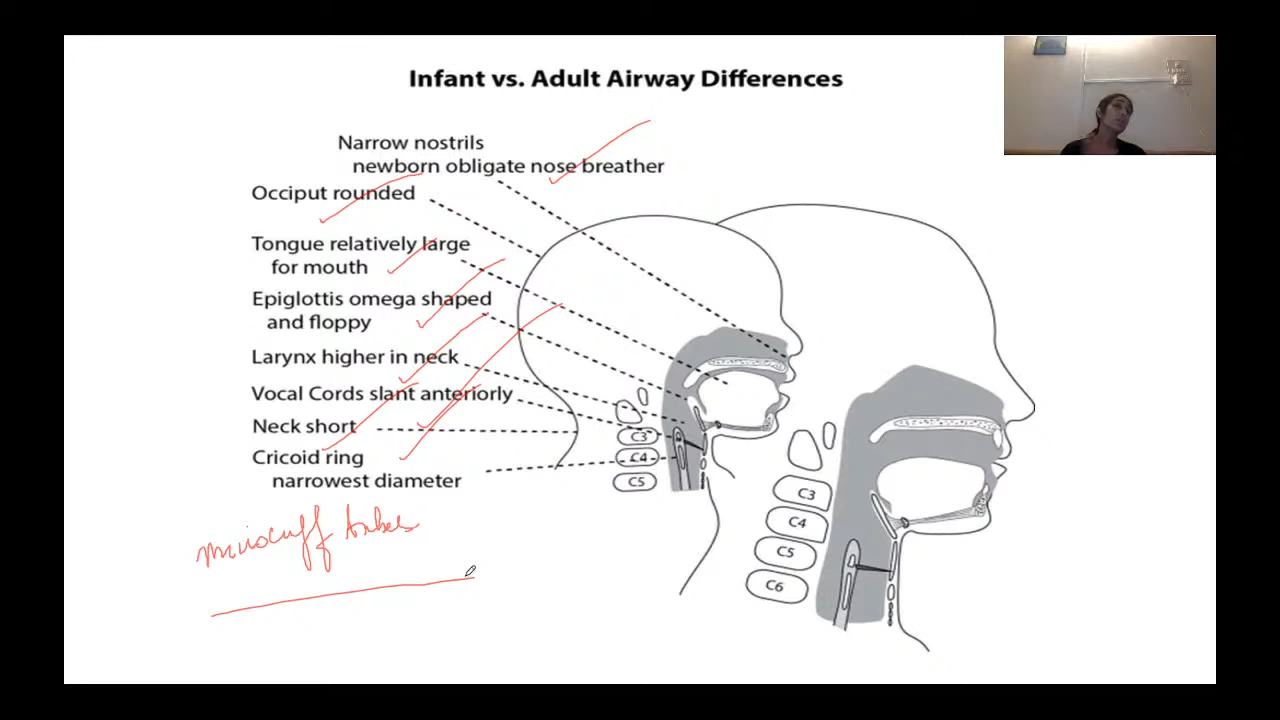 Infant vs. Adult Airway Differences
Narrow nostrils
newborn obligate nose breather
Occiput rounded
Tongue relatively large
for mouth
Epiglottis omega shaped
and floppy
Larynx higher in neck
Vocal Cords slant anteriorly
Neck short
Cricoid ring
narrowest diameter
C3
C4
C5
C3
C4
C5
C6
tubes